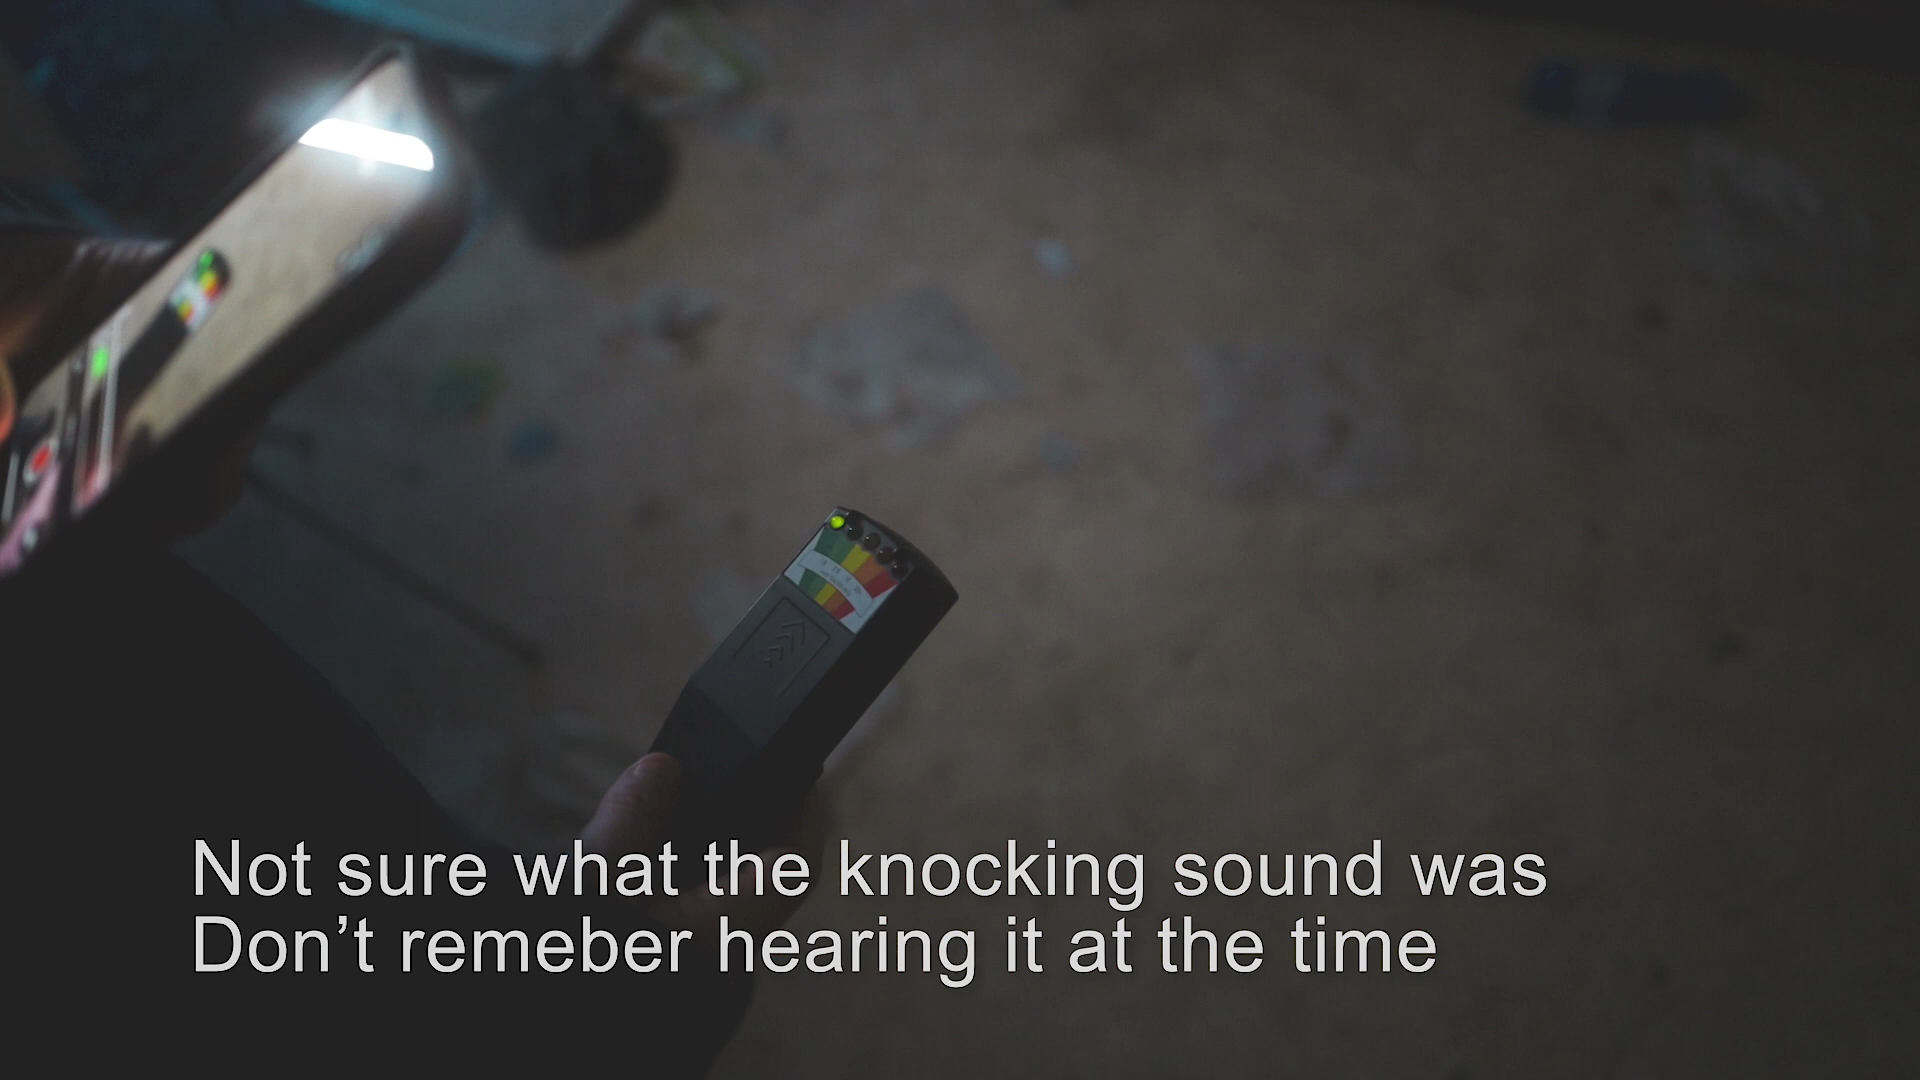 Not sure what the knocking sound was
Don’t remeber hearing it at the time